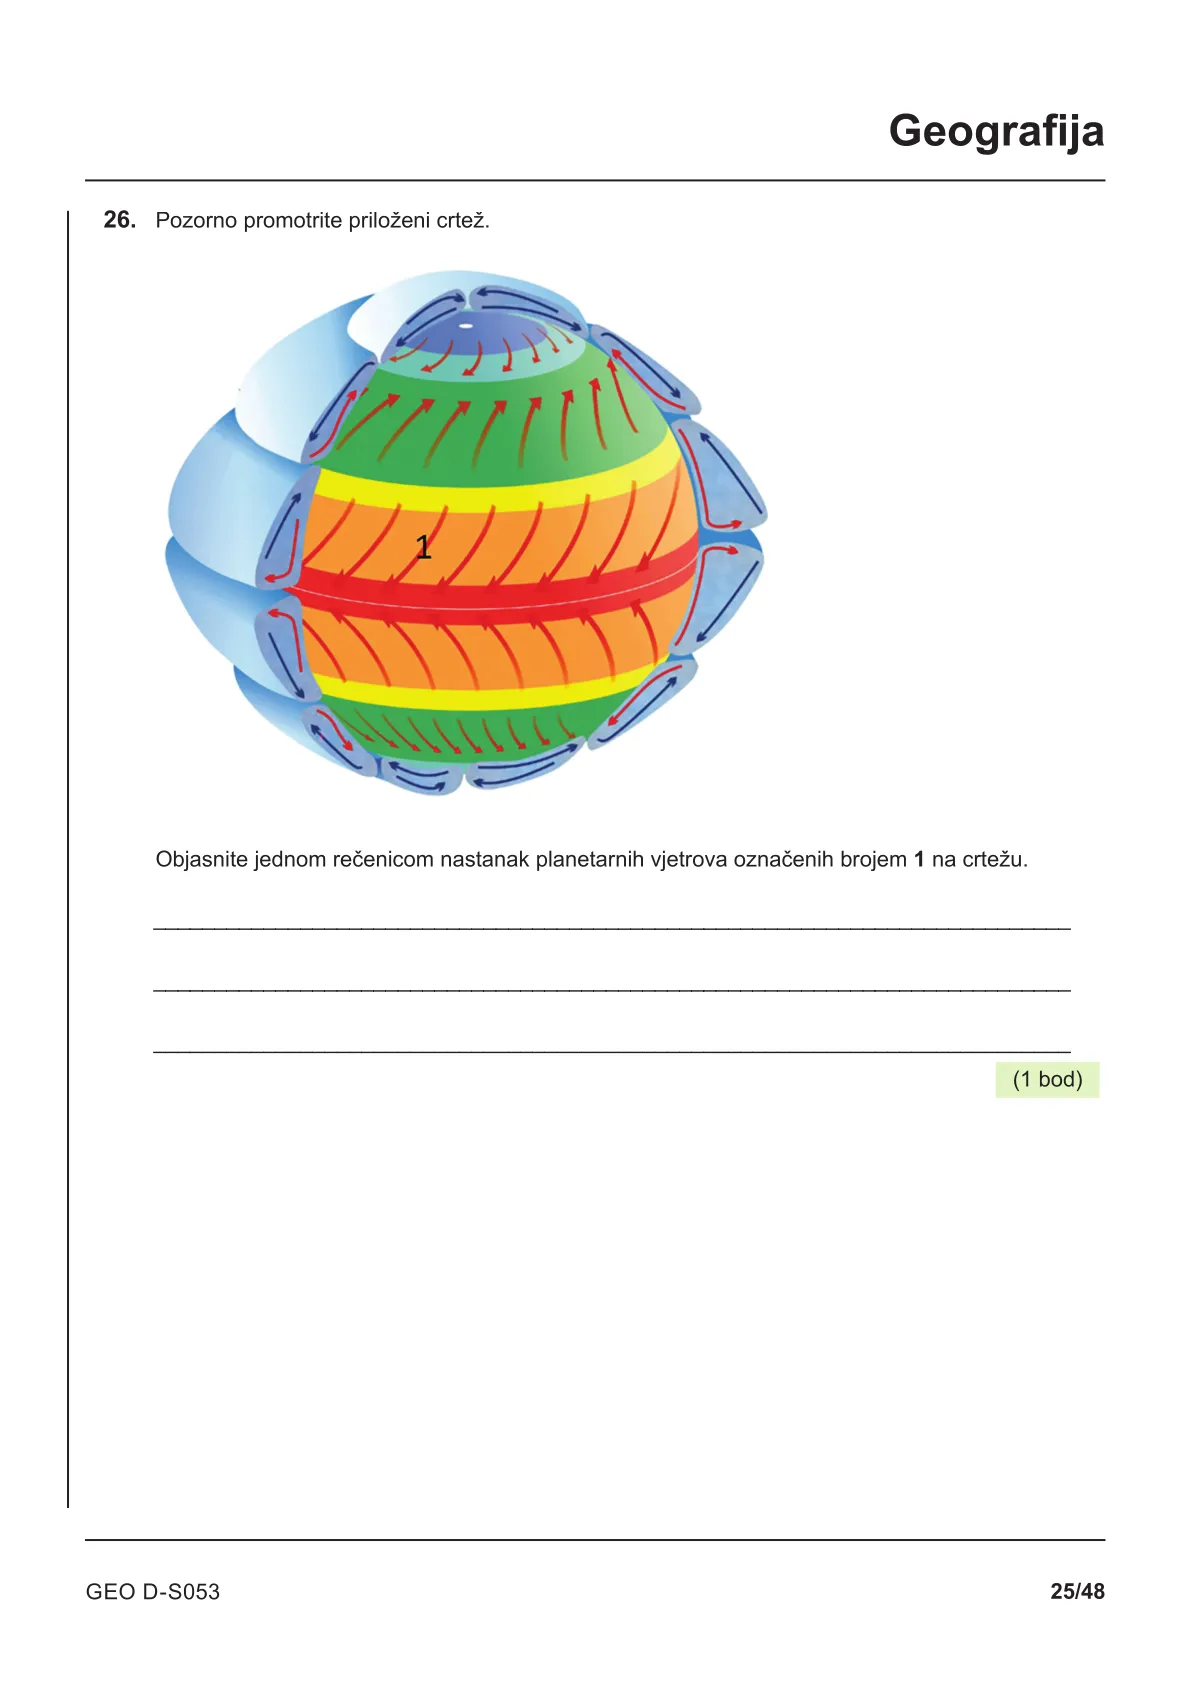 Geografija
26. Pozorno promotrite priloženi crtež.
1
Objasnite jednom rečenicom nastanak planetarnih vjetrova označenih brojem 1 na crtežu.
(1 bod)
GEO D-S053
25/48